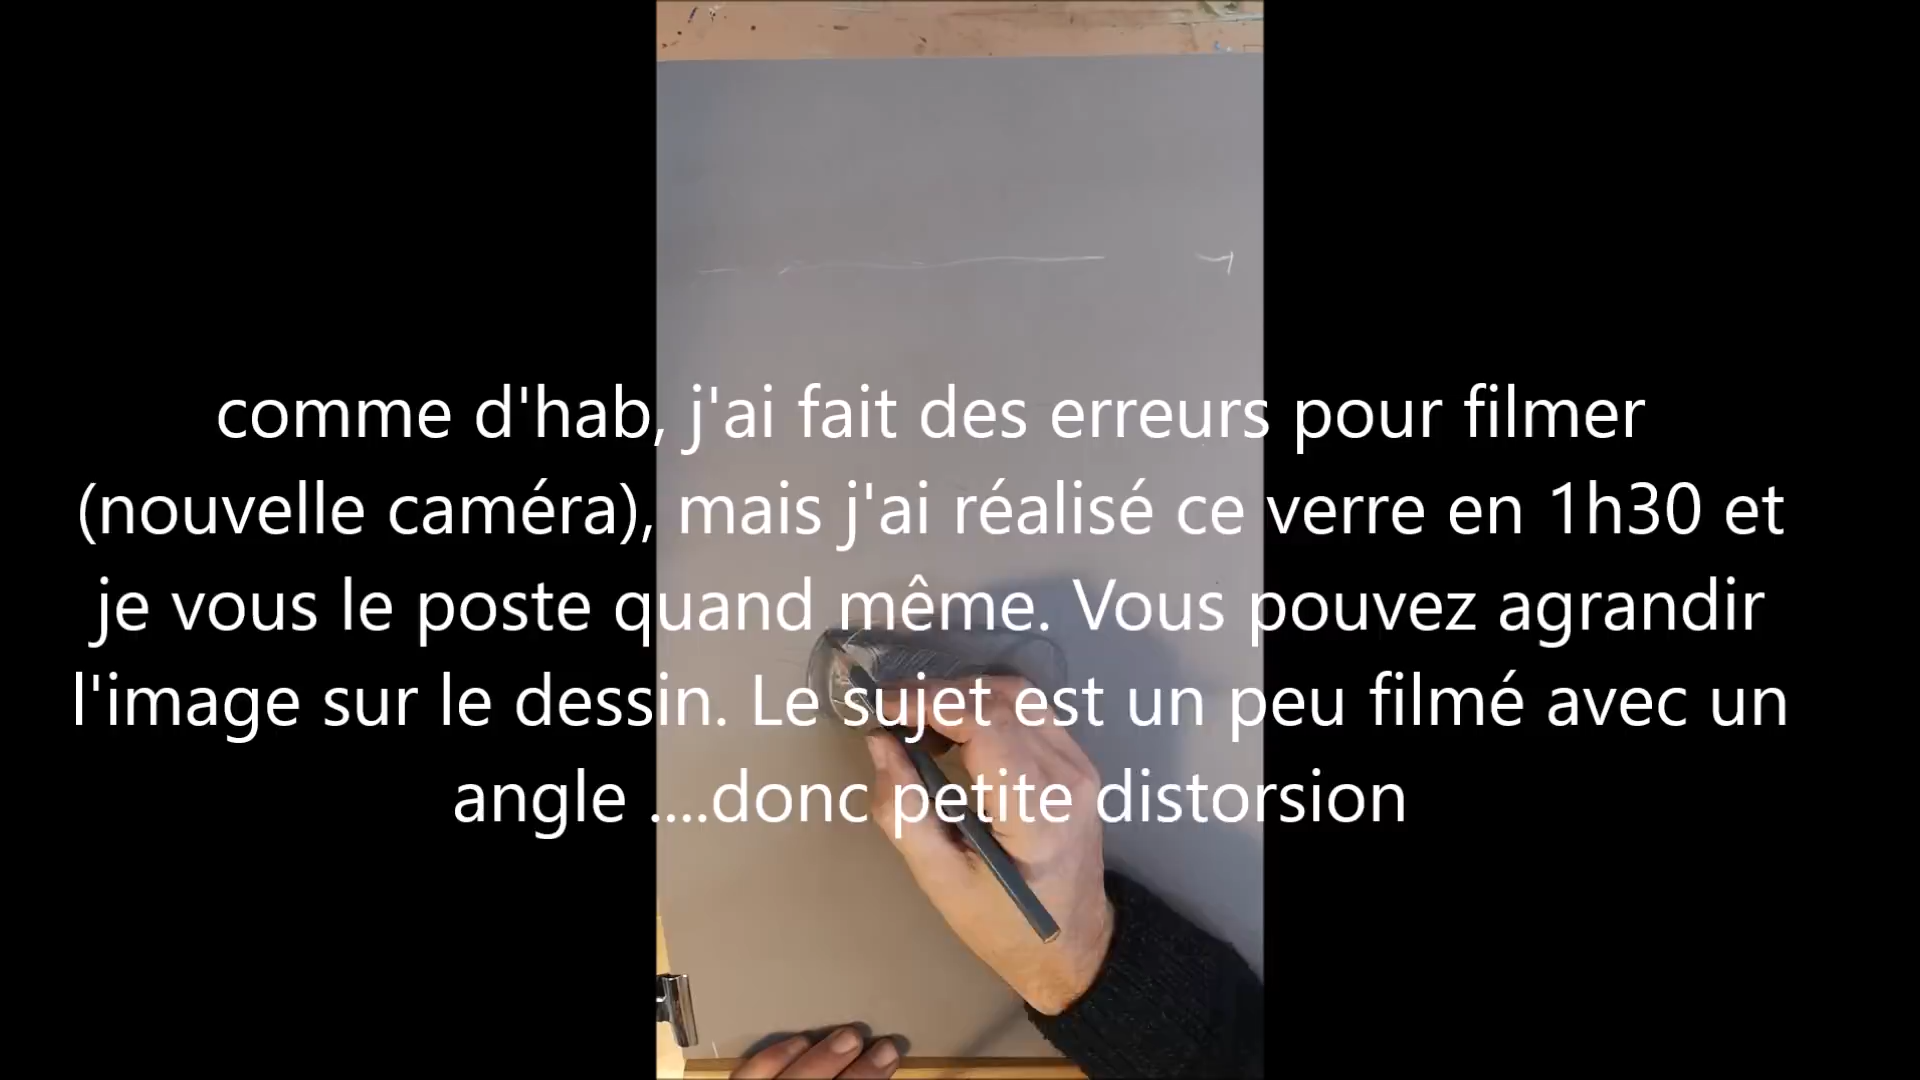 comme d'hab, j'ai fait des erreurs pour filmer
(nouvelle caméra), mais j'ai réalisé ce verre en 1h30 et
je vous le poste quand même. Vous pouvez agrandir
l'image sur le dessin. Le sujet est un peu filmé avec un
angle ....donc petite distorsion